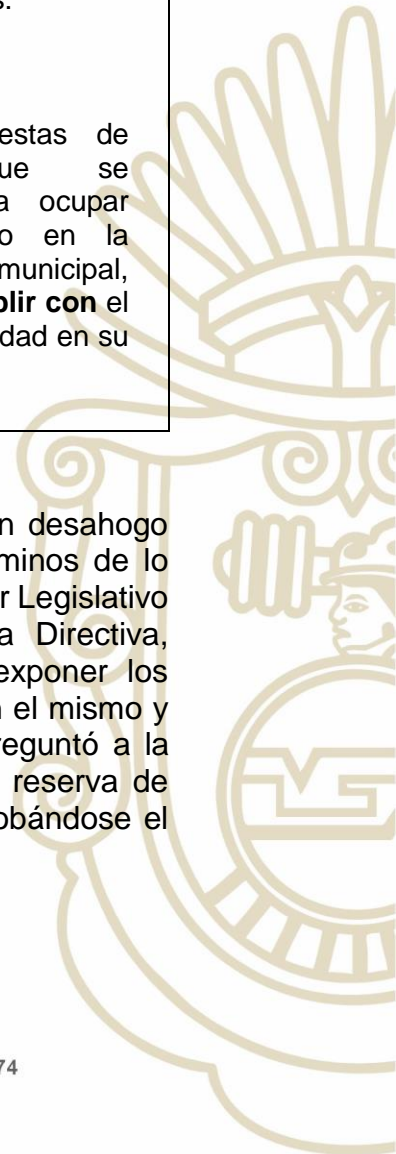 s.
estas de
ue se
a ocupar
o en la
municipal,
plir con el
dad en su
n desahogo
minos de lo
r Legislativo
a Directiva,
exponer los
n el mismo y
reguntó a la
reserva de
obándose el
74